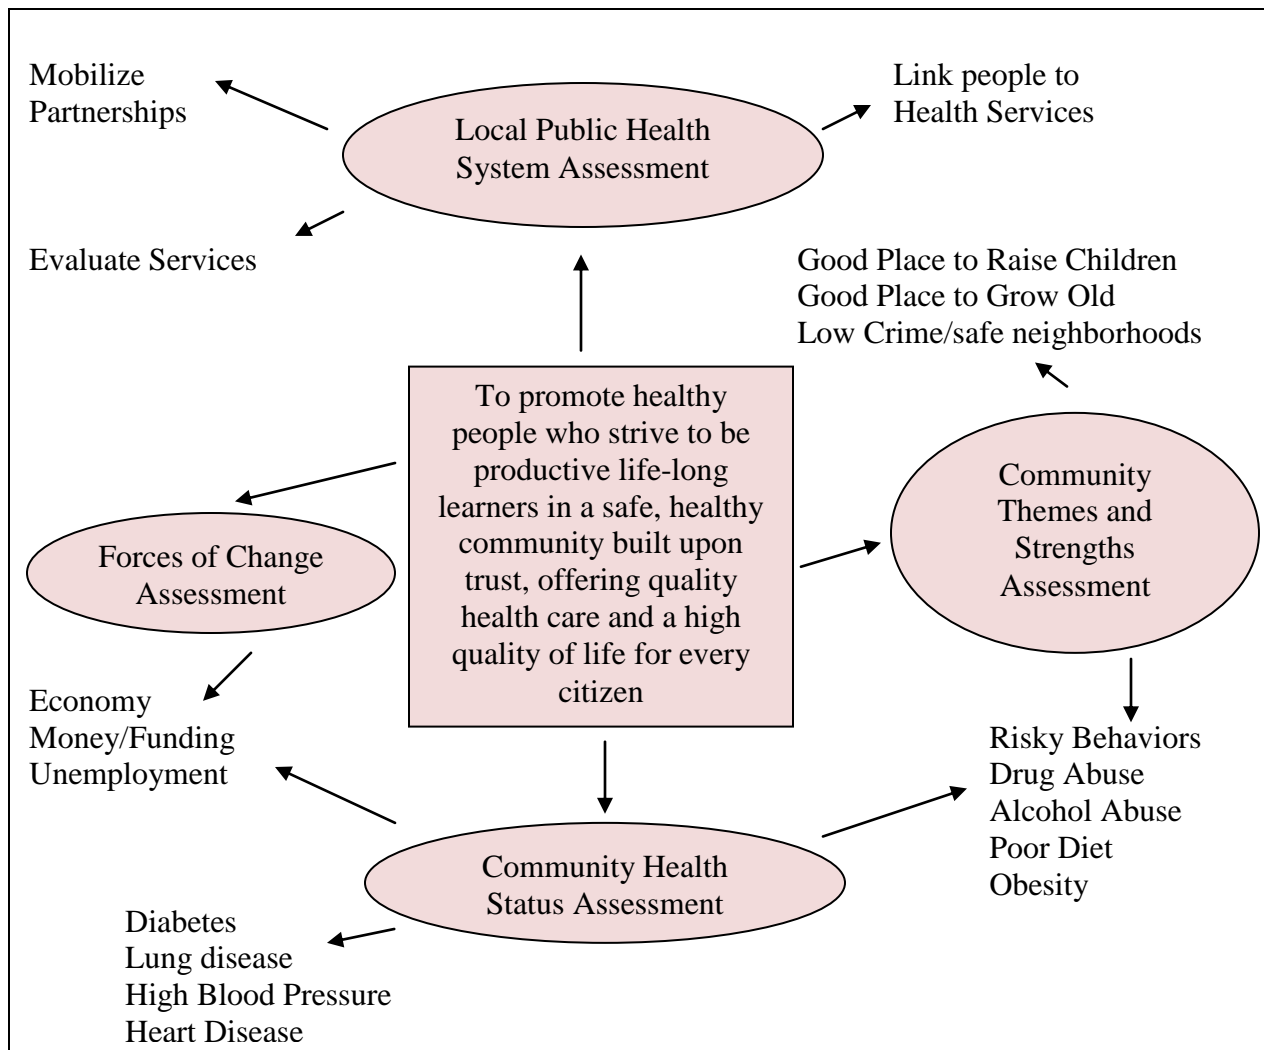 Mobilize
Partnerships
Link people to
Health Services
Local Public Health
System Assessment
Evaluate Services
Good Place to Raise Children
Good Place to Grow Old
Low Crime/safe neighborhoods
To promote healthy
people who strive to be
productive life-long
learners in a safe, healthy
community built upon
trust, offering quality
health care and a high
quality of life for every
citizen
Forces of Change
Assessment
Community
Themes and
Strengths
Assessment
Economy
Money/Funding
Unemployment
Risky Behaviors
Drug Abuse
Alcohol Abuse
Poor Diet
Obesity
Community Health
Status Assessment
Diabetes
Lung disease
High Blood Pressure
Heart Disease